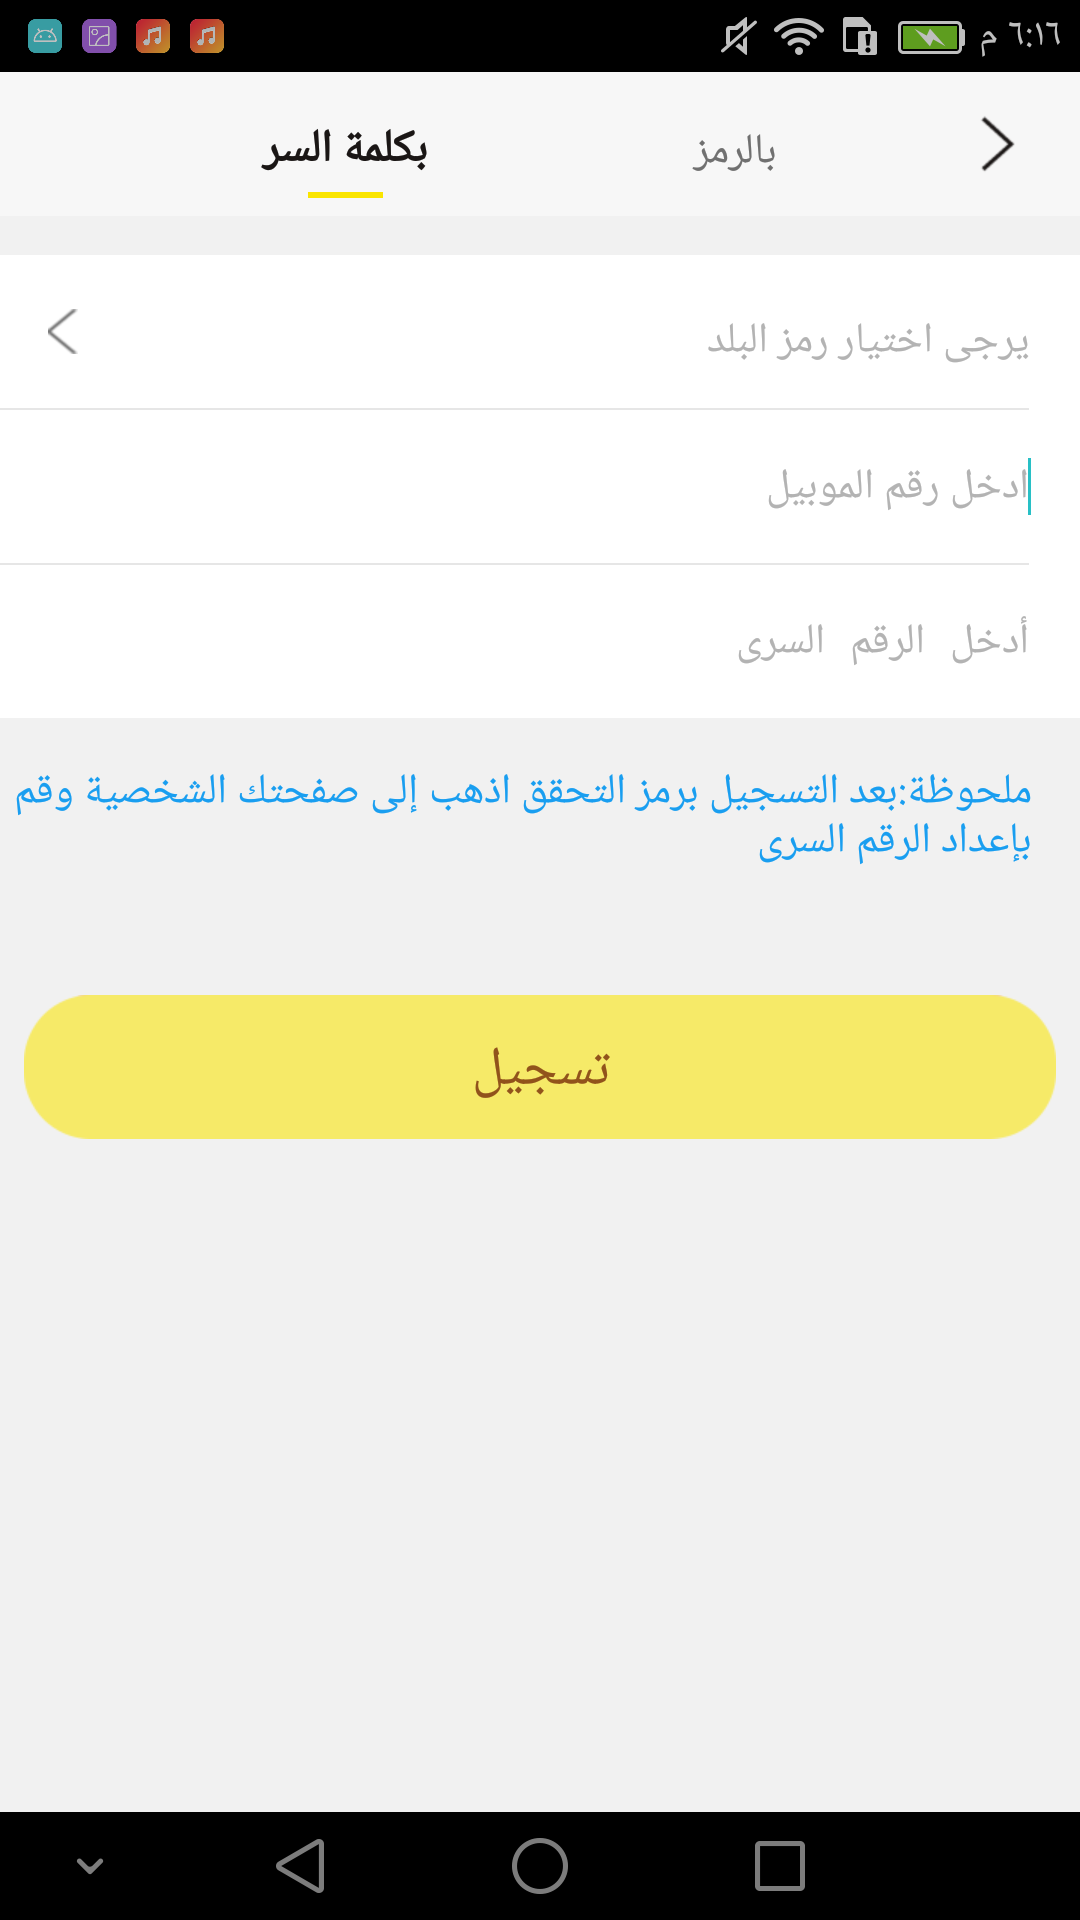 ٦:١٦ م
بالرمز
بكلمة السر
يرجى اختيار رمز البلد
ادخل رقم الموبيل
أدخل الرقم السرى
ملحوظة:بعد التسجيل برمز التحقق اذهب إلى صفحتك الشخصية وقم
بإعداد الرقم السرى
تسجيل